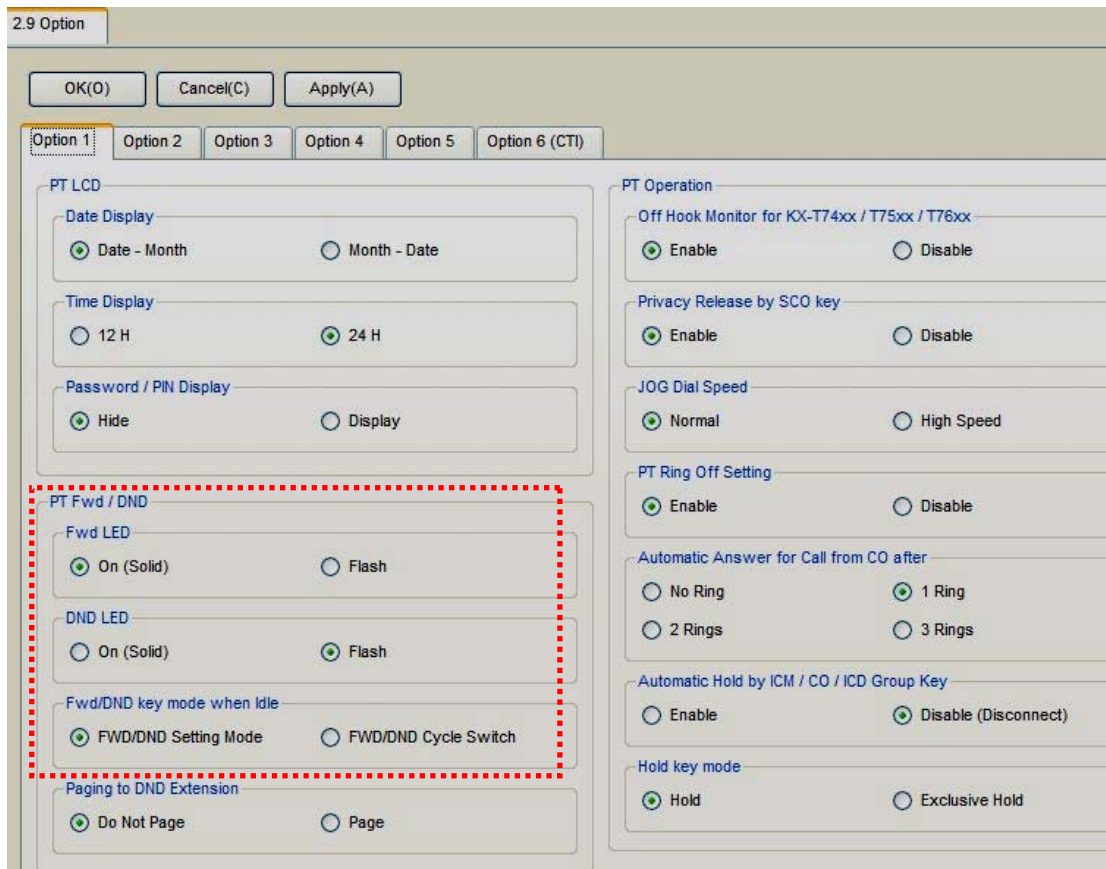 2.9 Option
OK(O) Cancel(C) Apply(A)
Option 1 Option 2 Option 3 Option 4 Option 5 Option 6 (CTI)
PT LCD
Date Display
Date - Month Month - Date
Time Display
12 H 24 H
Password / PIN Display
Hide Display
PT Fwd / DND
Fwd LED
On (Solid) Flash
DND LED
On (Solid) Flash
Fwd/DND key mode when Idle
FWD/DND Setting Mode FWD/DND Cycle Switch
Paging to DND Extension
Do Not Page Page
PT Operation
Off Hook Monitor for KX-T74xx / T75xx / T76xx
Enable Disable
Privacy Release by SCO key
Enable Disable
JOG Dial Speed
Normal High Speed
PT Ring Off Setting
Enable Disable
Automatic Answer for Call from CO after
No Ring 1 Ring
2 Rings 3 Rings
Automatic Hold by ICM / CO / ICD Group Key
Enable Disable (Disconnect)
Hold key mode
Hold Exclusive Hold